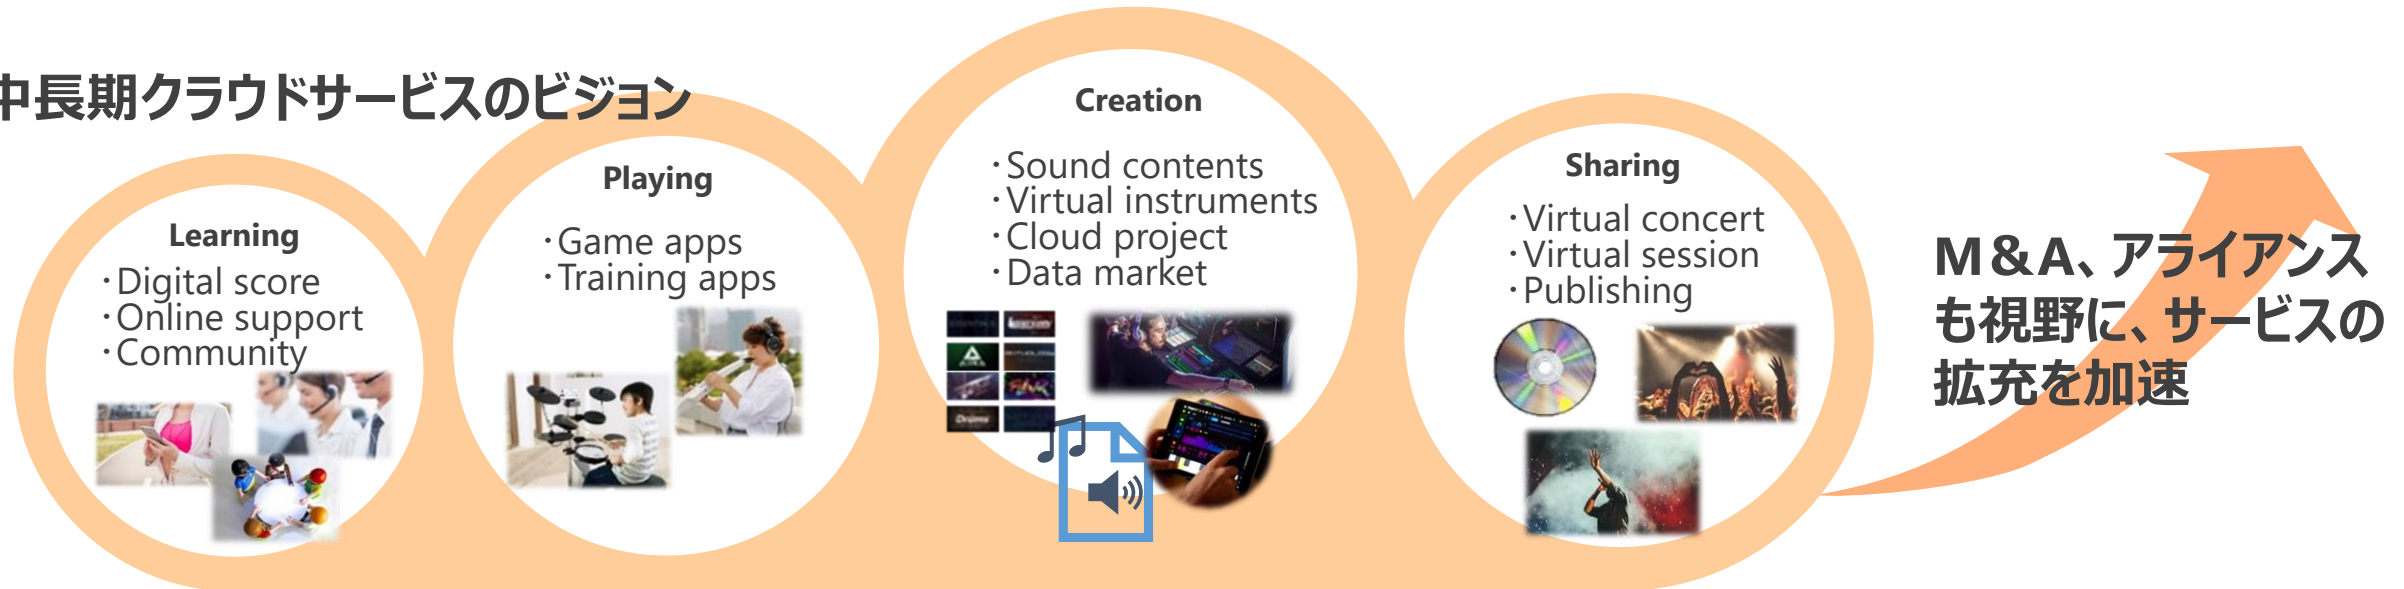 中長期クラウドサービスのビジョン
Learning
・Digital score
・Online support
・Community
Playing
・Game apps
・Training apps
Creation
・Sound contents
・Virtual instruments
・Cloud project
・Data market
Drums
Sharing
・Virtual concert
・Virtual session
・Publishing
M&A、アライアンス
も視野に、サービスの
拡充を加速